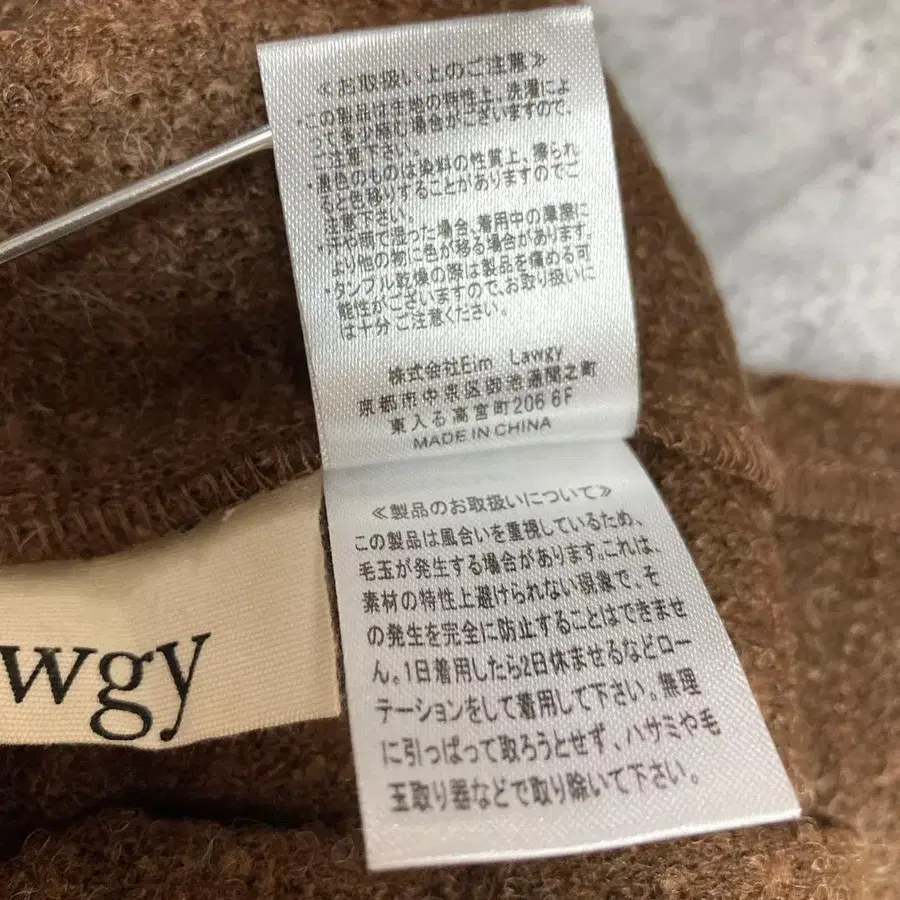 ≪お取扱い上のご注意≫
・この製品は生地の特性上、洗濯によ
って多少縮む場合がございますので、
ご注意下さい。
・濃色のものは染料の性質上、擦られ
ると色移りすることがありますのでご
注意下さい。
・汗や雨で湿った場合、着用中の摩擦に
より他の物に色が移る場合があります。
・タンブル乾燥の際は製品を痛める可
能性がございますので、お取り扱いに
は十分ご注意ください。
株式会社Eim Lawgy
京都市中京区御池通間之町
東入る高宮町206 6F
MADE IN CHINA
≪製品のお取扱いについて≫
この製品は風合いを重視しているため、
毛玉が発生する場合があります。これは、
素材の特性上避けられない現象で、そ
の発生を完全に防止することはできませ
ん。1日着用したら2日休ませるなどロー
テーションをして着用して下さい。無理
に引っぱって取ろうとせず、ハサミや毛
玉取り器などで取り除いて下さい。
wgy